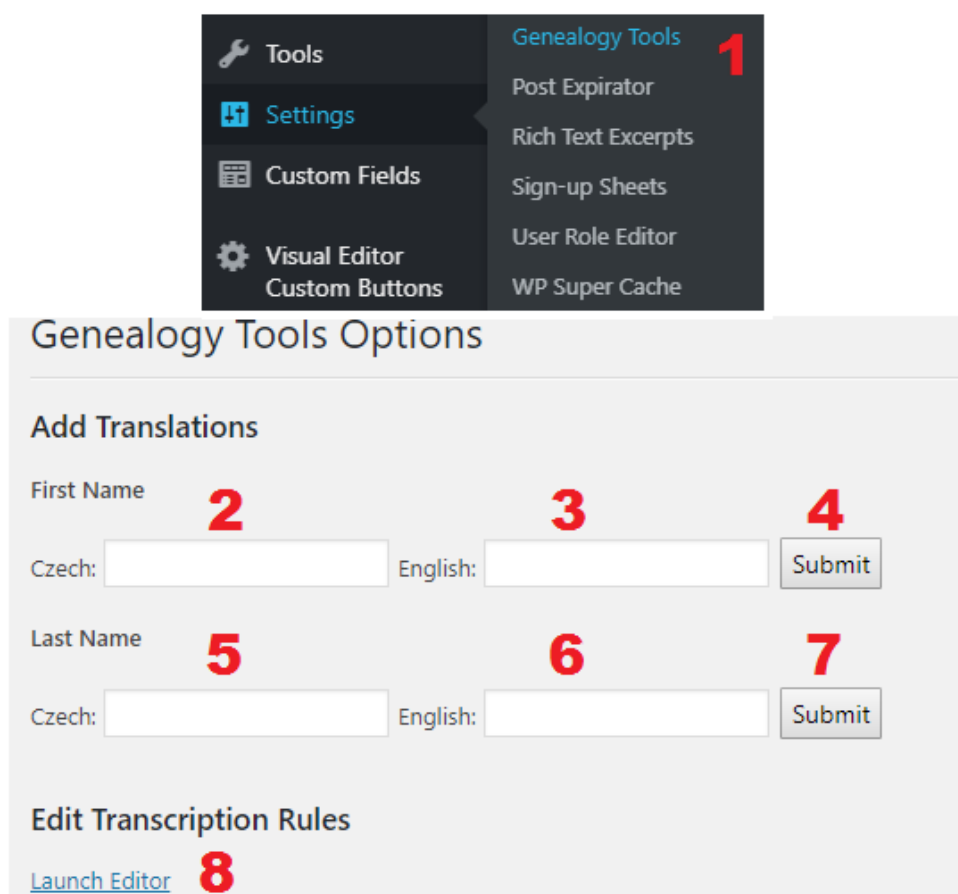 Tools
Settings
Custom Fields
Visual Editor
Custom Buttons
Genealogy Tools 1
Post Expirator
Rich Text Excerpts
Sign-up Sheets
User Role Editor
WP Super Cache
Genealogy Tools Options
Add Translations
First Name
2 3 4
Czech: English: Submit
Last Name
5 6 7
Czech: English: Submit
Edit Transcription Rules
Launch Editor 8